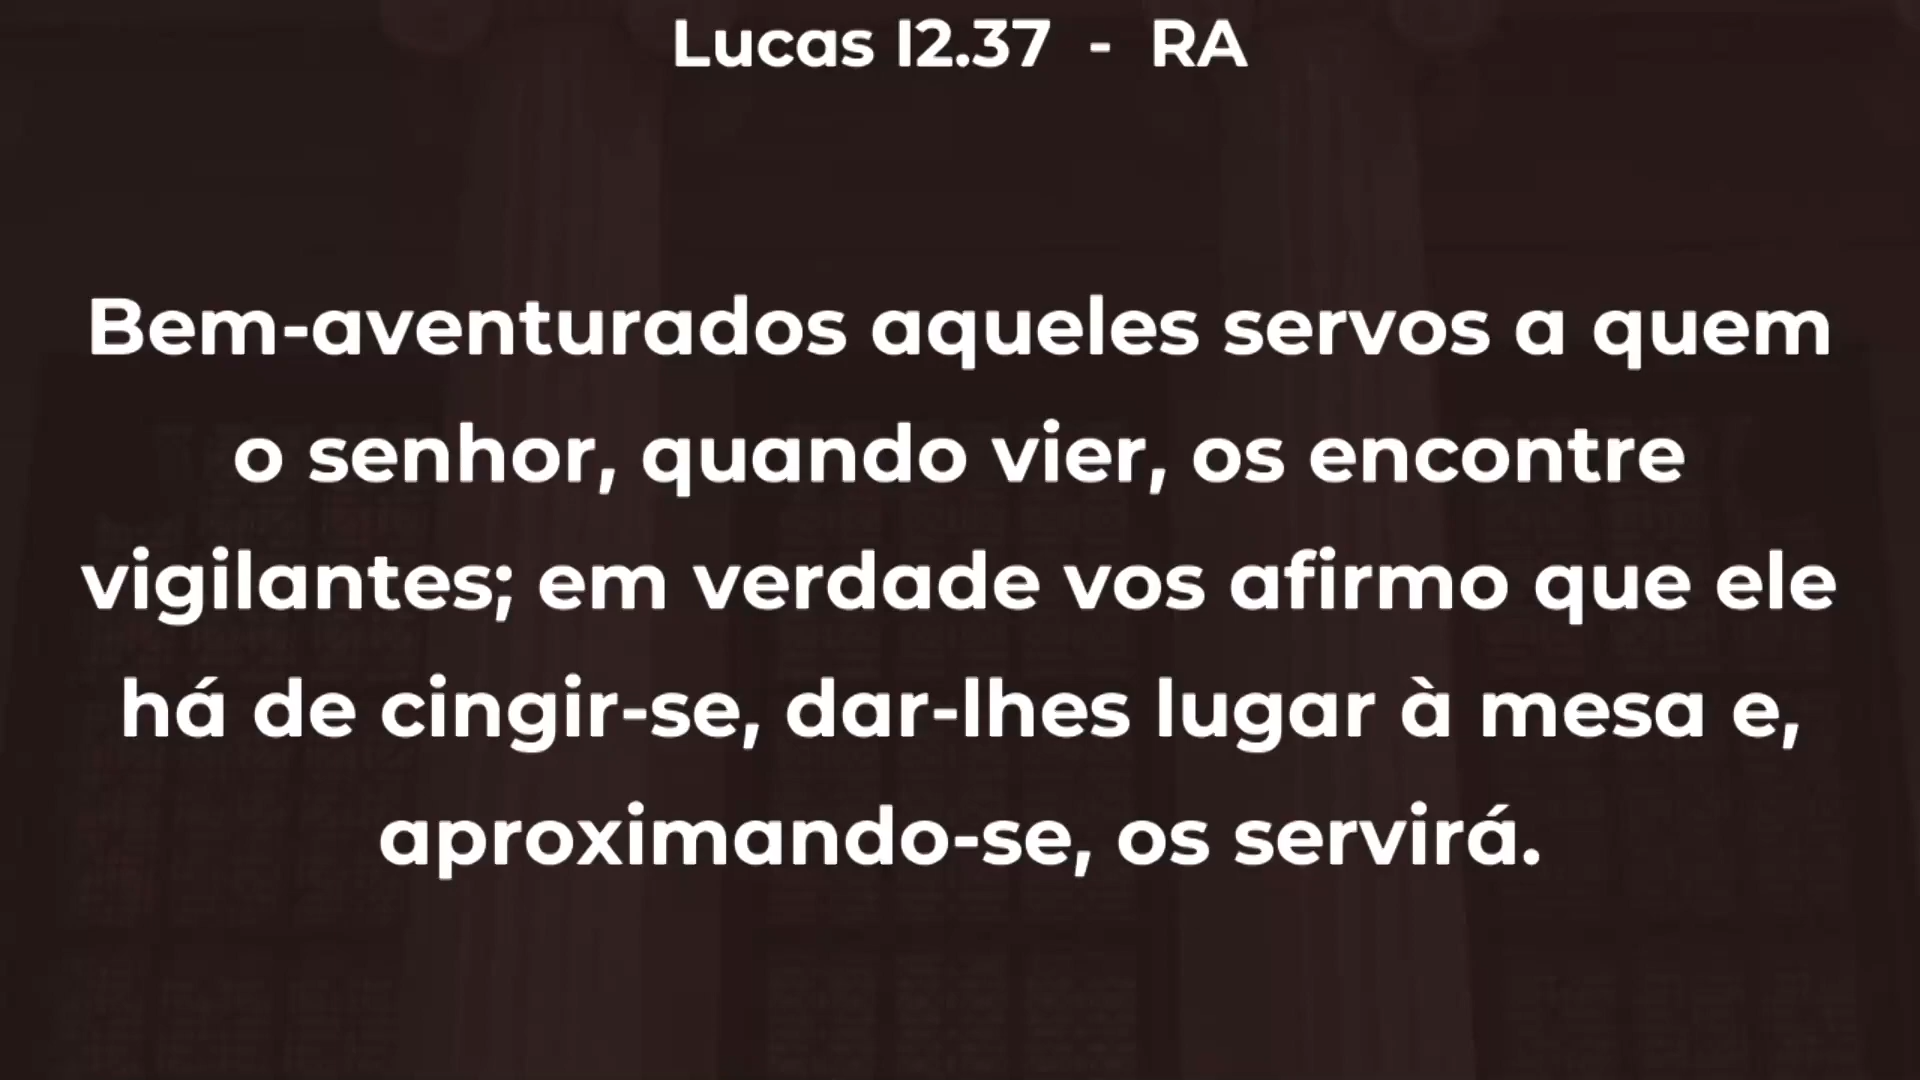 Lucas 12.37 - RA
Bem-aventurados aqueles servos a quem
o senhor, quando vier, os encontre
vigilantes; em verdade vos afirmo que ele
há de cingir-se, dar-lhes lugar à mesa e,
aproximando-se, os servirá.